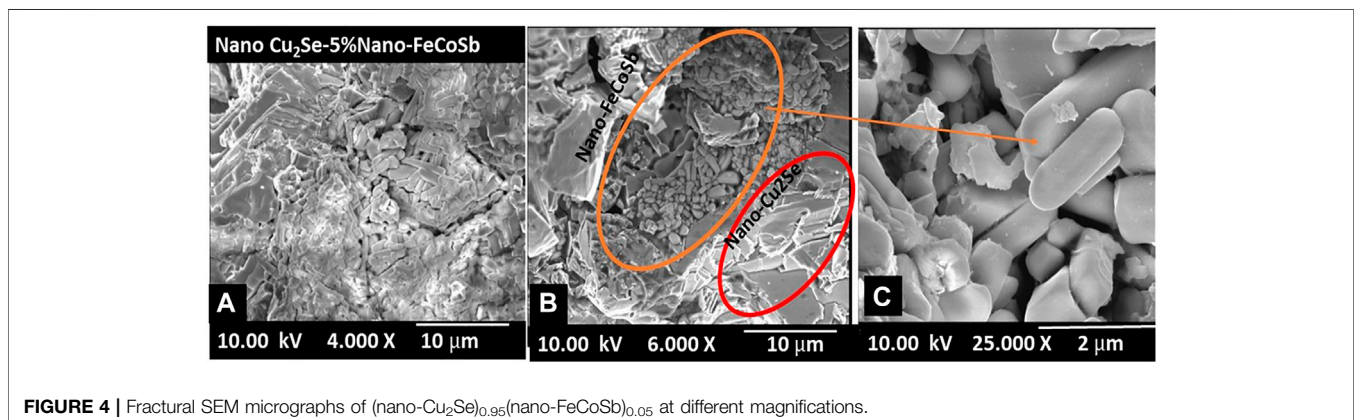 Nano Cu₂Se-5%Nano-FeCoSb
A
10.00 kV 4.000 X 10 µm
Nano-FeCoSb
Nano-Cu2Se
B
10.00 kV 6.000 X 10 µm
C
10.00 kV 25.000 X 2 µm
FIGURE 4 | Fractural SEM micrographs of (nano-Cu₂Se)₀.₉₅(nano-FeCoSb)₀.₀₅ at different magnifications.